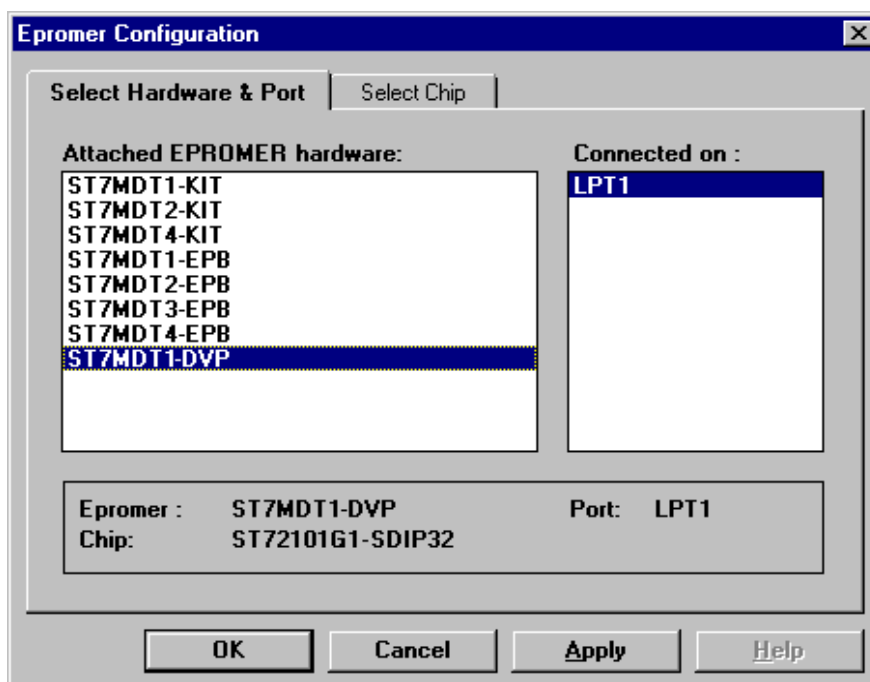 Epromer Configuration
Select Hardware & Port
Select Chip
Attached EPROMER hardware:
ST7MDT1-KIT
ST7MDT2-KIT
ST7MDT4-KIT
ST7MDT1-EPB
ST7MDT2-EPB
ST7MDT3-EPB
ST7MDT4-EPB
ST7MDT1-DVP
Connected on :
LPT1
Epromer : ST7MDT1-DVP Port: LPT1
Chip: ST72101G1-SDIP32
OK Cancel Apply Help